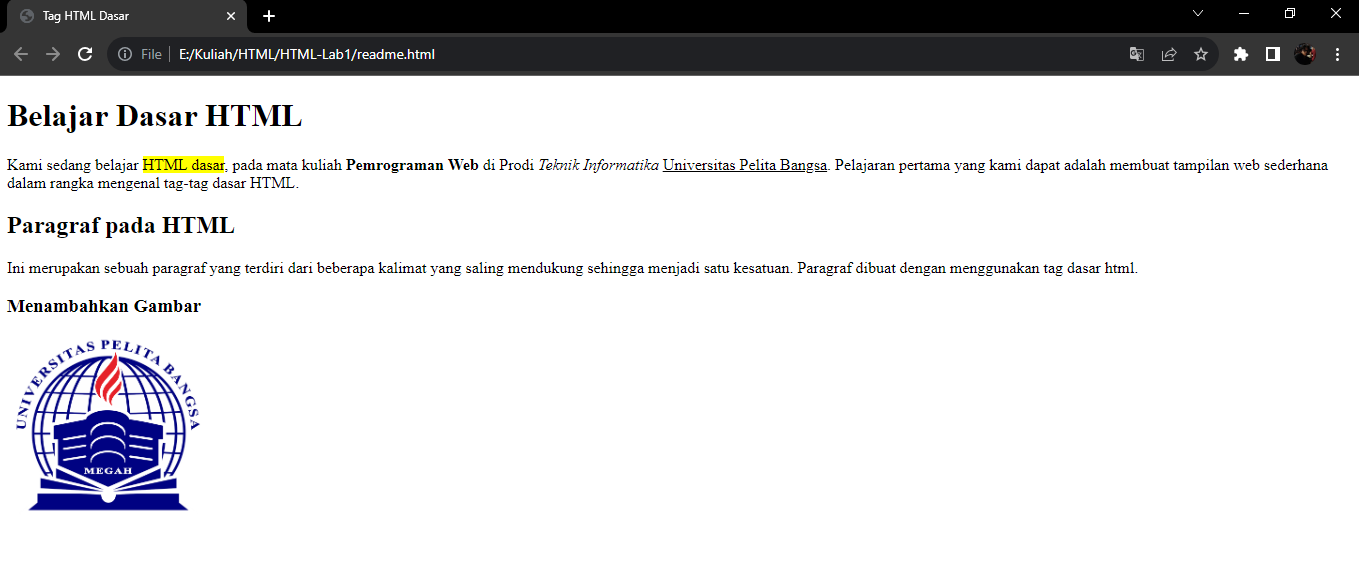 Tag HTML Dasar
File
E:/Kuliah/HTML/HTML-Lab1/readme.html
Belajar Dasar HTML
Kami sedang belajar HTML dasar, pada mata kuliah Pemrograman Web di Prodi Teknik Informatika Universitas Pelita Bangsa. Pelajaran pertama yang kami dapat adalah membuat tampilan web sederhana
dalam rangka mengenal tag-tag dasar HTML.
Paragraf pada HTML
Ini merupakan sebuah paragraf yang terdiri dari beberapa kalimat yang saling mendukung sehingga menjadi satu kesatuan. Paragraf dibuat dengan menggunakan tag dasar html.
Menambahkan Gambar
UNIVERSITAS PELITA BANGSA
MEGAH